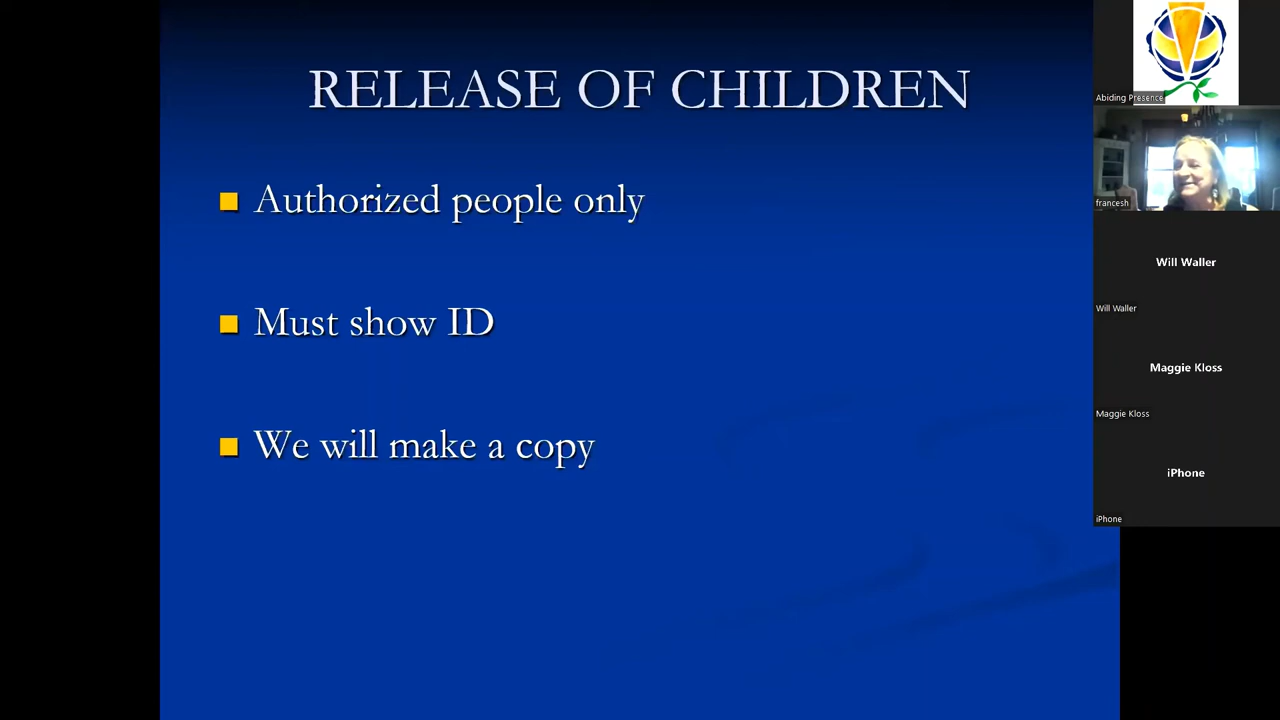 RELEASE OF CHILDREN
Authorized people only
Must show ID
We will make a copy
Abiding Presence
francesh
Will Waller
Will Waller
Maggie Kloss
Maggie Kloss
iPhone
iPhone